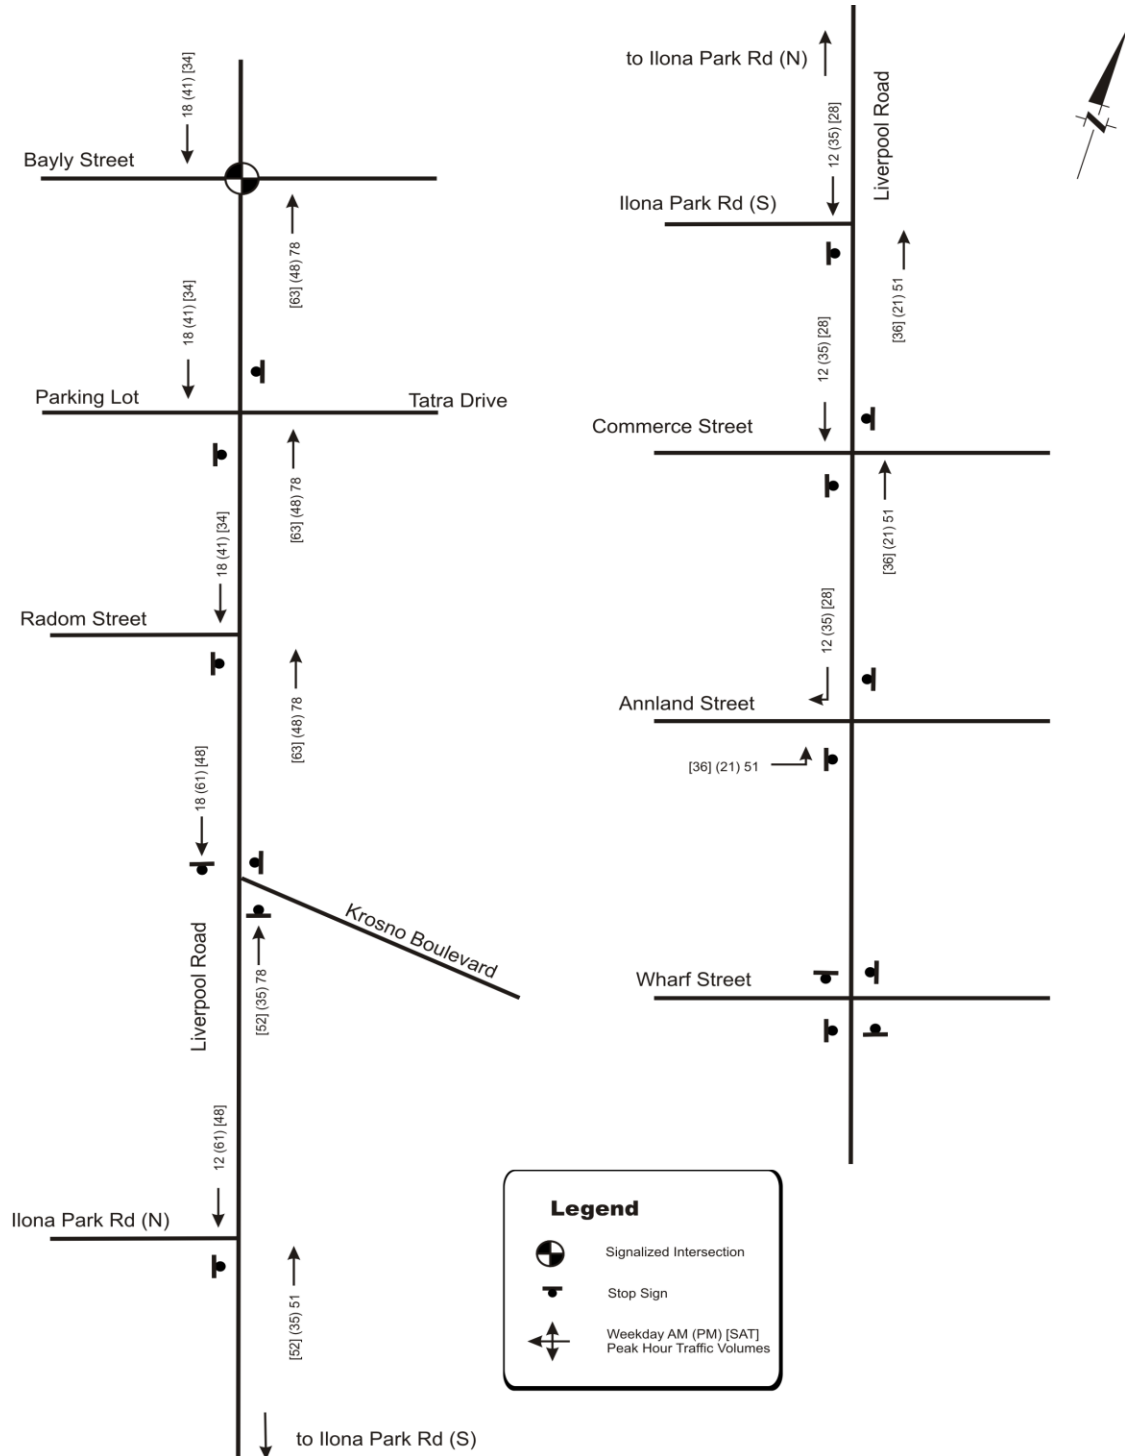 18 (41) [34]
Bayly Street
[63] (48) 78
18 (41) [34]
Parking Lot
Tatra Drive
[63] (48) 78
18 (41) [34]
Radom Street
[63] (48) 78
18 (61) [48]
Krosno Boulevard
Liverpool Road
[52] (35) 78
12 (61) [48]
Ilona Park Rd (N)
[52] (35) 51
to Ilona Park Rd (S)
to Ilona Park Rd (N)
Liverpool Road
12 (35) [28]
Ilona Park Rd (S)
[36] (21) 51
12 (35) [28]
Commerce Street
[36] (21) 51
12 (35) [28]
Annland Street
[36] (21) 51
Wharf Street
N
Legend
Signalized Intersection
Stop Sign
Weekday AM (PM) [SAT]
Peak Hour Traffic Volumes